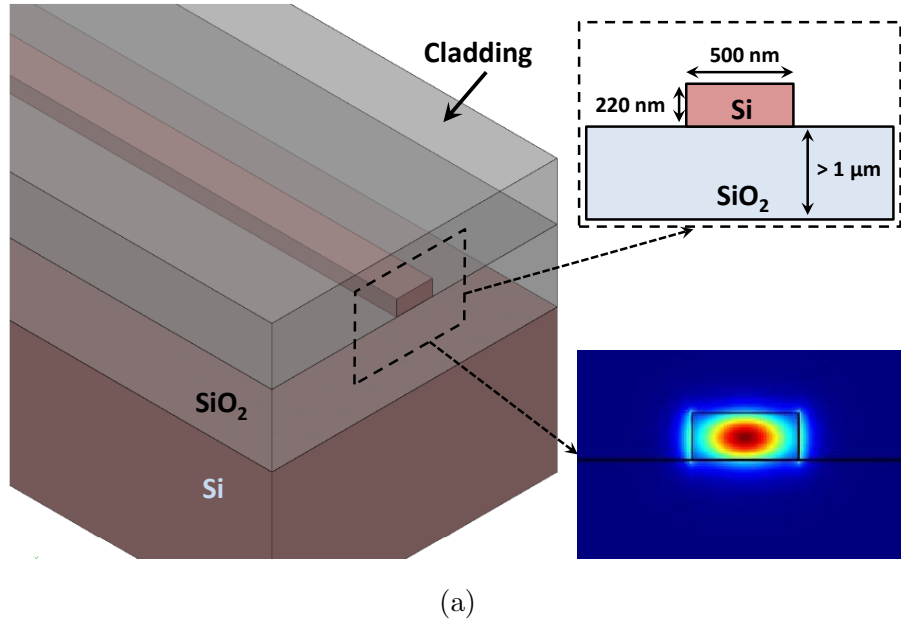 Cladding
500 nm
220 nm
Si
> 1 μm
SiO₂
SiO₂
Si
(a)